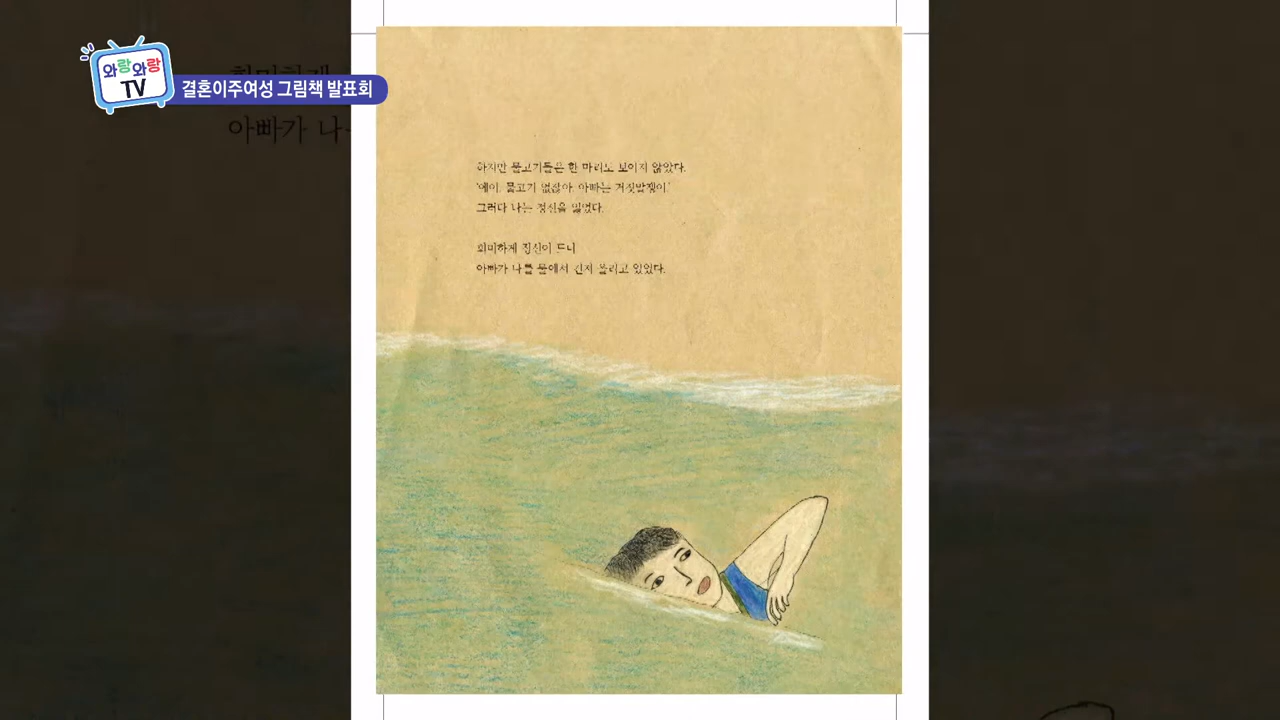 와랑와랑
TV
결혼이주여성 그림책 발표회
아빠가 나
하지만 물고기들은 한 마리도 보이지 않았다.
'에이, 물고기 없잖아. 아빠는 거짓말쟁이.'
그러다 나는 정신을 잃었다.
희미하게 정신이 드니
아빠가 나를 물에서 건져 올리고 있었다.